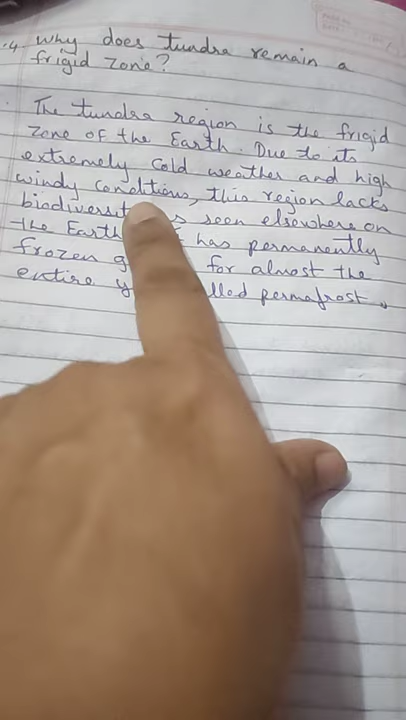 .4 Why does tundra remain a
frigid zone?
The tundra region is the frigid
zone of the Earth. Due to its
extremely cold weather and high
windy conditions, this region lacks
seen elsewhere on
the Earth has permanently
frozen for almost the
entire permafrost.